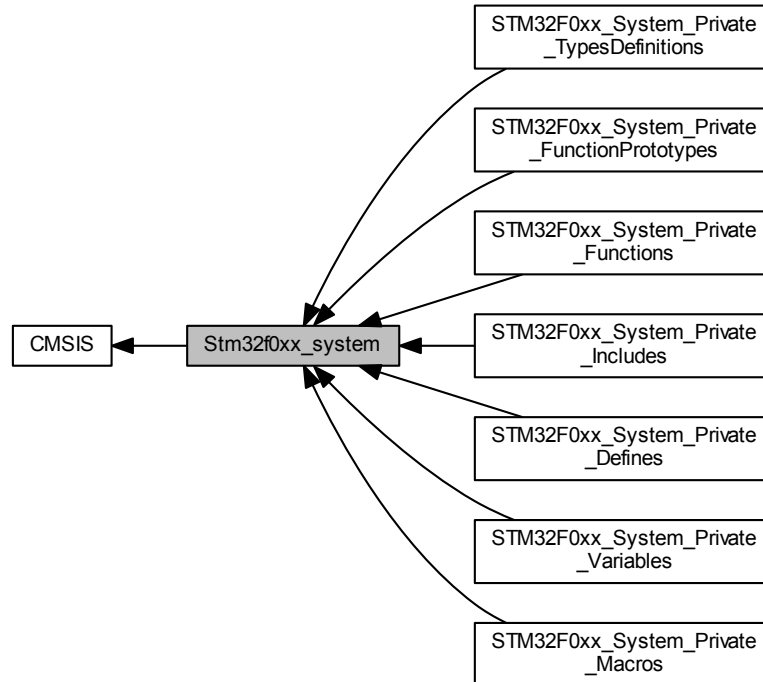 STM32F0xx_System_Private
_TypesDefinitions
STM32F0xx_System_Private
_FunctionPrototypes
STM32F0xx_System_Private
_Functions
CMSIS
Stm32f0xx_system
STM32F0xx_System_Private
_Includes
STM32F0xx_System_Private
_Defines
STM32F0xx_System_Private
_Variables
STM32F0xx_System_Private
_Macros